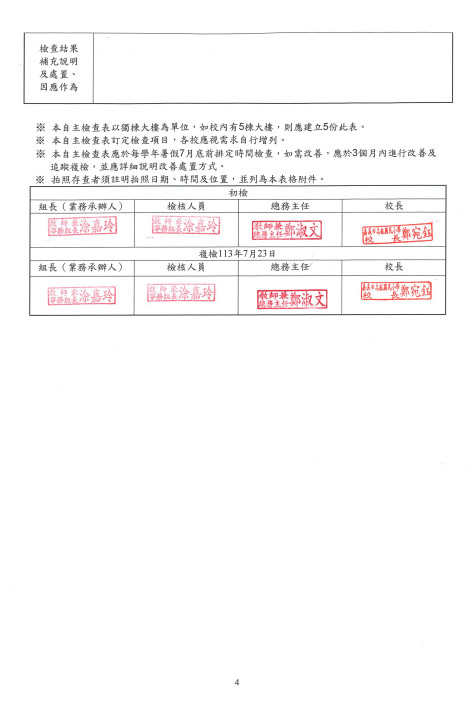 檢查結果
補充說明
及處置、
因應作為
※ 本自主檢查表以獨棟大樓為單位，如校內有5棟大樓，則應建立5份此表。
※ 本自主檢查表訂定檢查項目，各校應視需求自行增列。
※ 本自主檢查表應於每學年暑假7月底前排定時間檢查，如需改善，應於3個月內進行改善及
追蹤複檢，並應詳細說明改善處置方式。
※ 拍照存查者須註明拍照日期、時間及位置，並列為本表格附件。
初檢
組長（業務承辦人） 檢核人員 總務主任 校長
教師兼事務組長涂嘉玲 教師兼事務組長涂嘉玲 教師兼總務主任鄭淑文 校長鄭宛鈺
複檢113年7月23日
組長（業務承辦人） 檢核人員 總務主任 校長
教師兼事務組長涂嘉玲 教師兼事務組長涂嘉玲 教師兼總務主任鄭淑文 校長鄭宛鈺
4